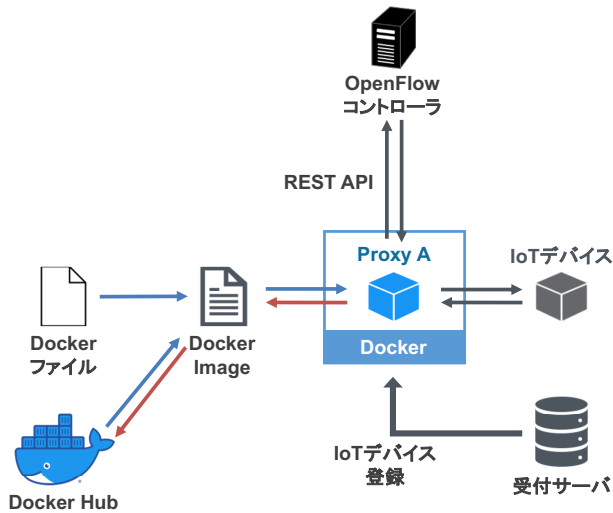 OpenFlow
コントローラ
REST API
Proxy A
IoTデバイス
Docker
ファイル
Docker
Image
Docker
IoTデバイス
登録
受付サーバ
Docker Hub